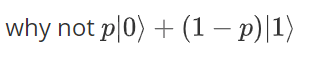 why not p|0⟩ + (1 − p)|1⟩